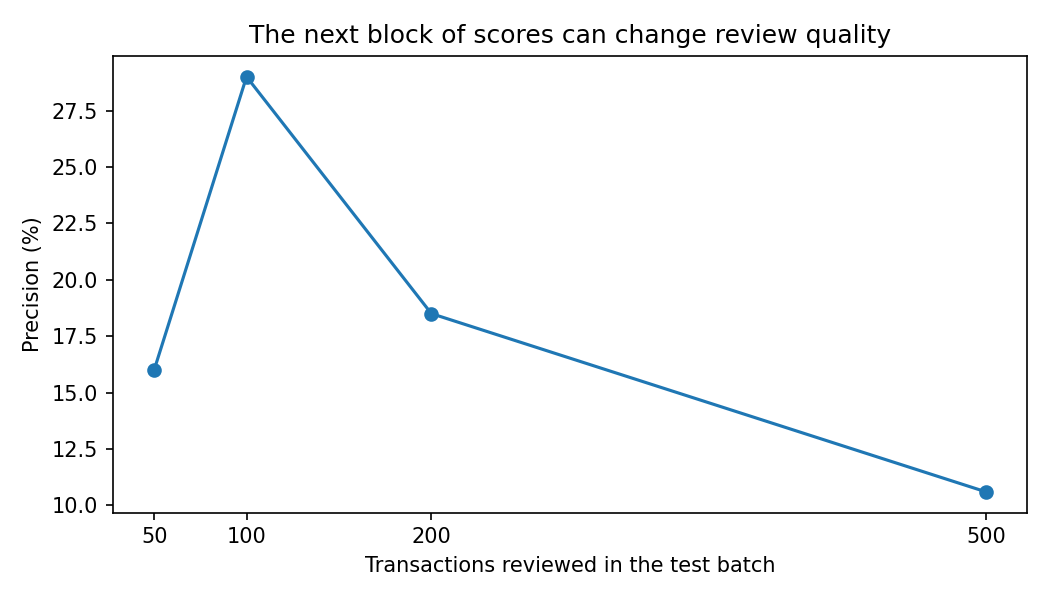 The next block of scores can change review quality
Precision (%)
27.5
25.0
22.5
20.0
17.5
15.0
12.5
10.0
50 100 200 500
Transactions reviewed in the test batch